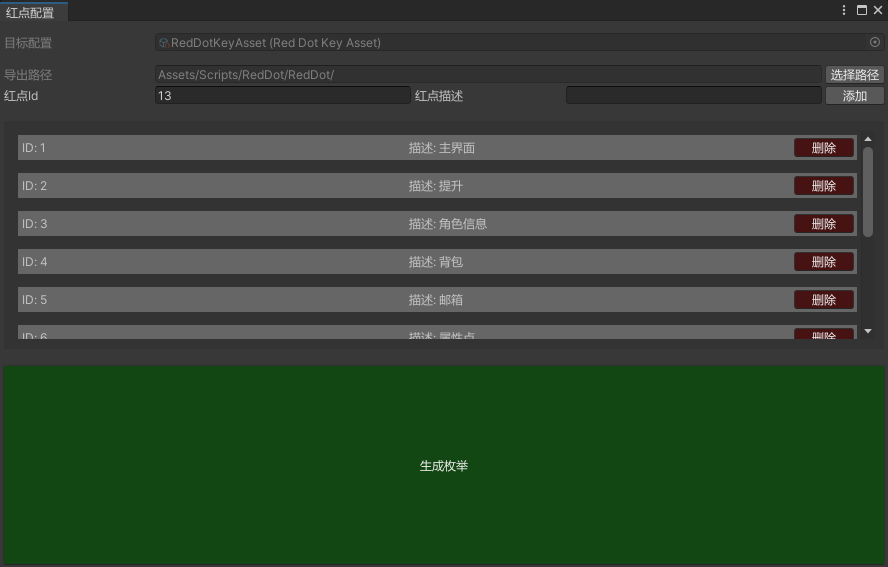 红点配置
目标配置 RedDotKeyAsset (Red Dot Key Asset)
导出路径 Assets/Scripts/RedDot/RedDot/ 选择路径
红点Id 13 红点描述 添加
ID: 1 描述: 主界面 删除
ID: 2 描述: 提升 删除
ID: 3 描述: 角色信息 删除
ID: 4 描述: 背包 删除
ID: 5 描述: 邮箱 删除
ID: 6 描述: 属性点 删除
生成枚举